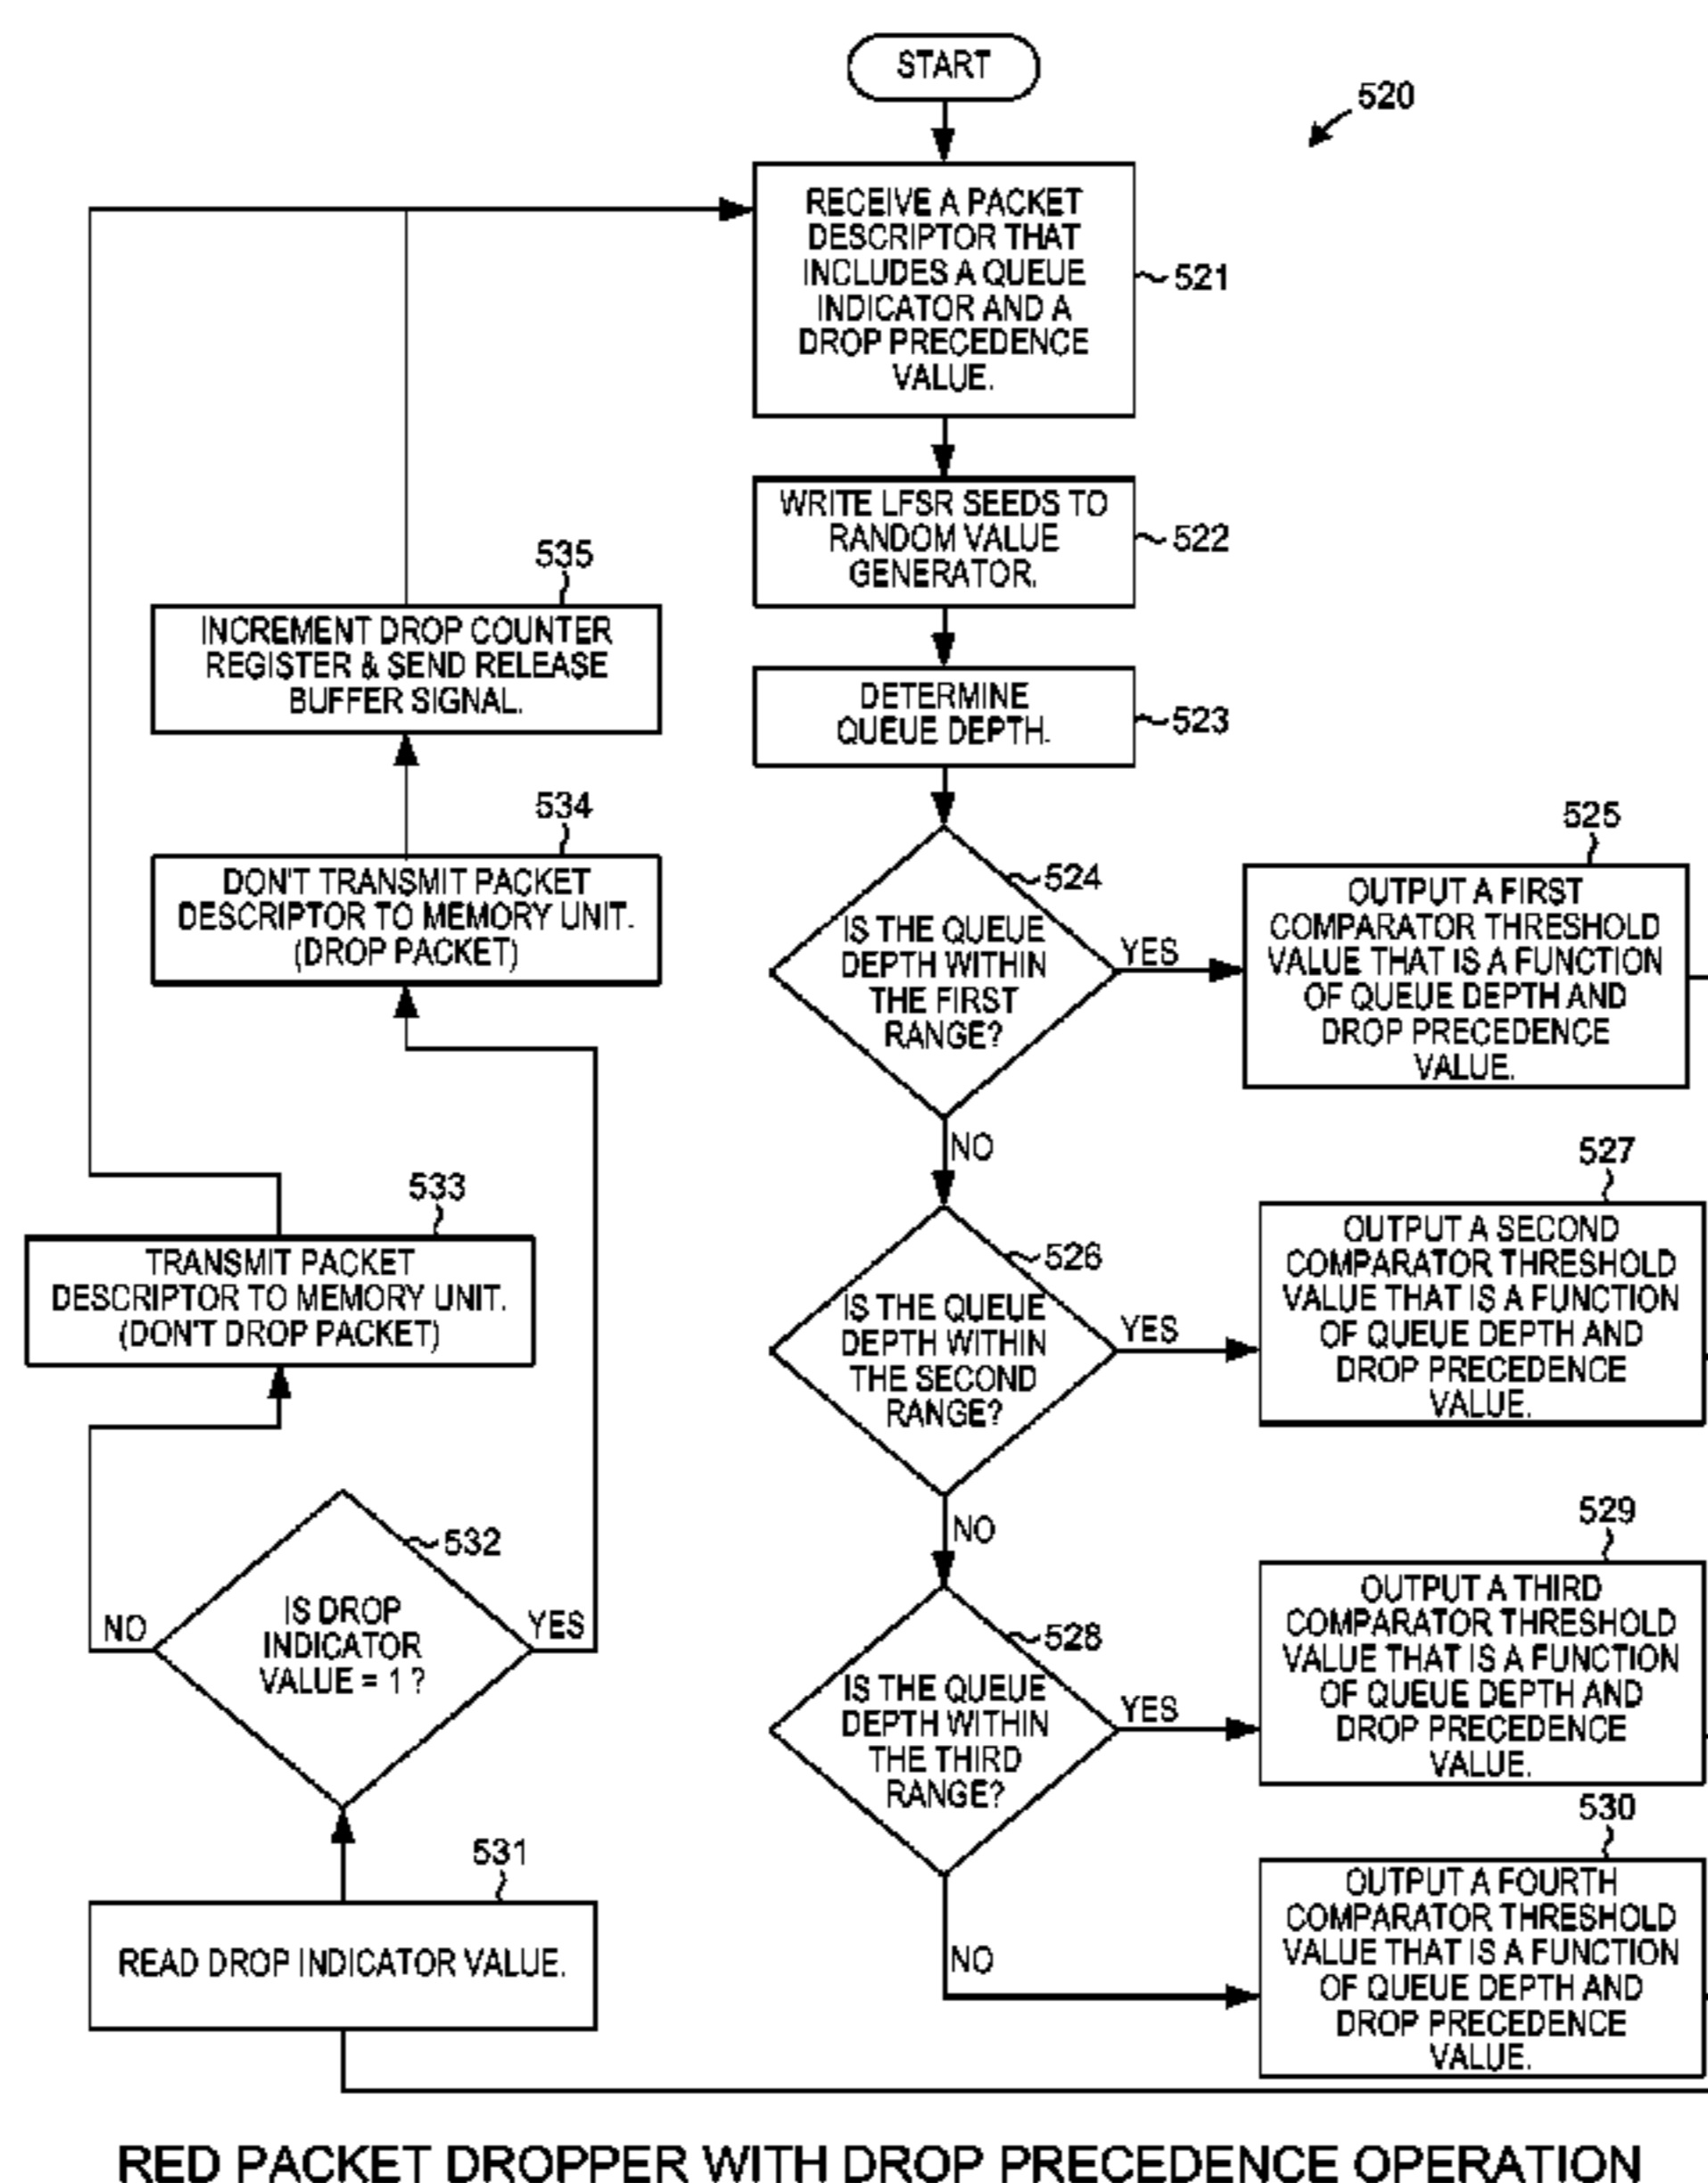 START
520
RECEIVE A PACKET
DESCRIPTOR THAT
INCLUDES A QUEUE
INDICATOR AND A
DROP PRECEDENCE
VALUE.
521
WRITE LFSR SEEDS TO
RANDOM VALUE
GENERATOR.
522
DETERMINE
QUEUE DEPTH.
523
524
IS THE QUEUE
DEPTH WITHIN
THE FIRST
RANGE?
YES
NO
525
OUTPUT A FIRST
COMPARATOR THRESHOLD
VALUE THAT IS A FUNCTION
OF QUEUE DEPTH AND
DROP PRECEDENCE
VALUE.
526
IS THE QUEUE
DEPTH WITHIN
THE SECOND
RANGE?
YES
NO
527
OUTPUT A SECOND
COMPARATOR THRESHOLD
VALUE THAT IS A FUNCTION
OF QUEUE DEPTH AND
DROP PRECEDENCE
VALUE.
528
IS THE QUEUE
DEPTH WITHIN
THE THIRD
RANGE?
YES
NO
529
OUTPUT A THIRD
COMPARATOR THRESHOLD
VALUE THAT IS A FUNCTION
OF QUEUE DEPTH AND
DROP PRECEDENCE
VALUE.
530
OUTPUT A FOURTH
COMPARATOR THRESHOLD
VALUE THAT IS A FUNCTION
OF QUEUE DEPTH AND
DROP PRECEDENCE
VALUE.
531
READ DROP INDICATOR VALUE.
532
IS DROP
INDICATOR
VALUE = 1 ?
NO
YES
533
TRANSMIT PACKET
DESCRIPTOR TO MEMORY UNIT.
(DON'T DROP PACKET)
534
DON'T TRANSMIT PACKET
DESCRIPTOR TO MEMORY UNIT.
(DROP PACKET)
535
INCREMENT DROP COUNTER
REGISTER & SEND RELEASE
BUFFER SIGNAL.
RED PACKET DROPPER WITH DROP PRECEDENCE OPERATION